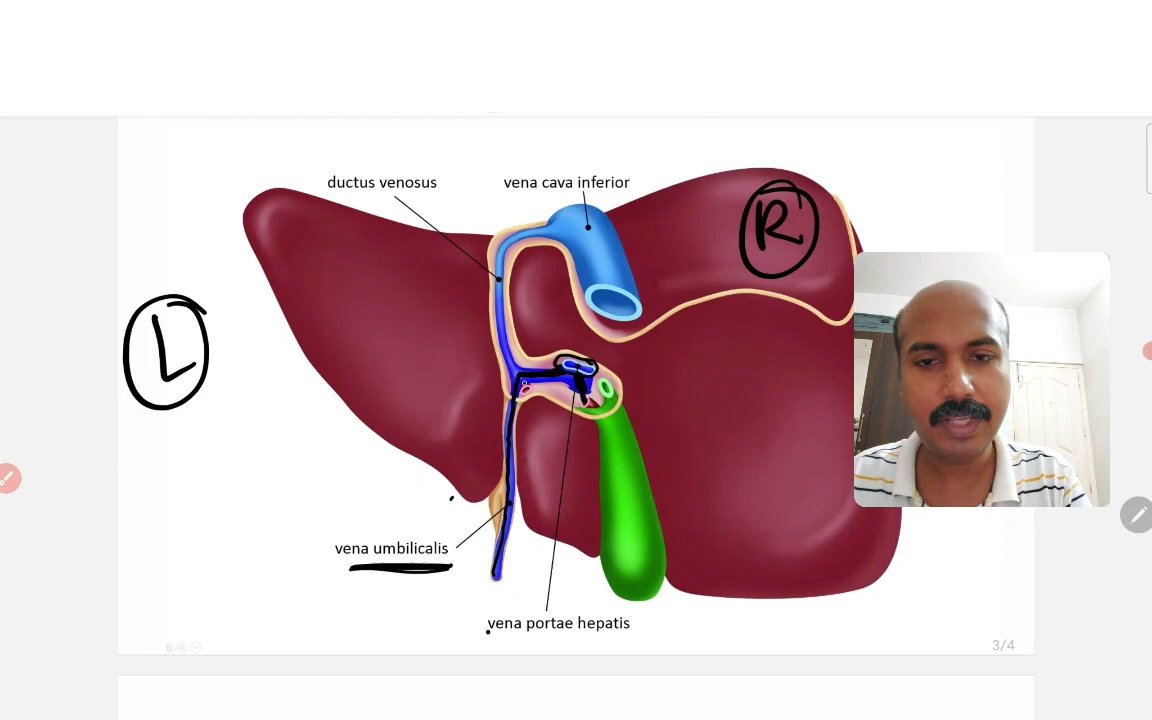 ductus venosus
vena cava inferior
R
L
vena umbilicalis
vena portae hepatis
3/4